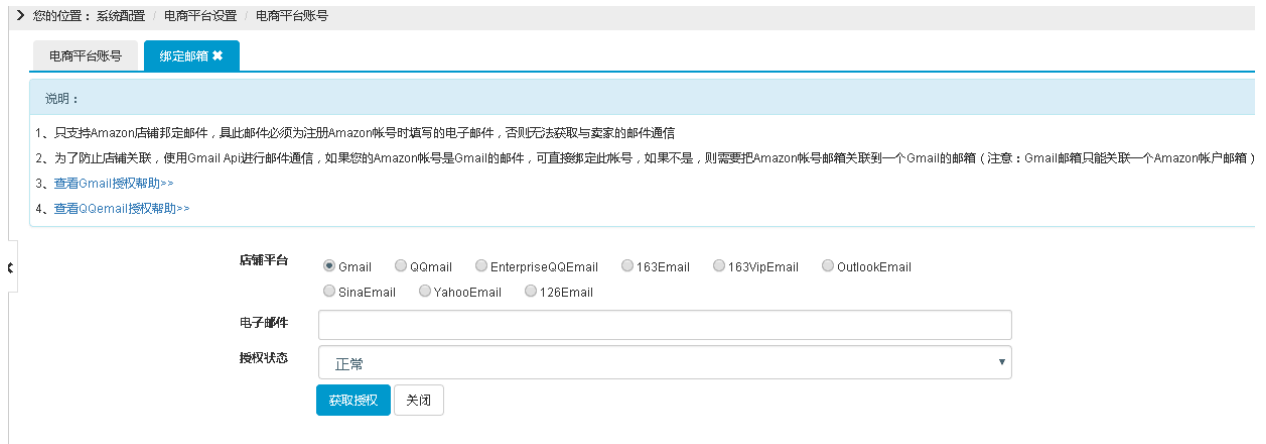 您的位置：系统配置 / 电商平台设置 / 电商平台账号
电商平台账号 绑定邮箱 ✖
说明：
1、只支持Amazon店铺邦定邮件，具此邮件必须为注册Amazon帐号时填写的电子邮件，否则无法获取与卖家的邮件通信
2、为了防止店铺关联，使用Gmail Api进行邮件通信，如果您的Amazon帐号是Gmail的邮件，可直接绑定此帐号，如果不是，则需要把Amazon帐号邮箱关联到一个Gmail的邮箱（注意：Gmail邮箱只能关联一个Amazon帐户邮箱）
3、查看Gmail授权帮助>>
4、查看QQemail授权帮助>>
店铺平台 Gmail QQmail EnterpriseQQEmail 163Email 163VipEmail OutlookEmail
SinaEmail YahooEmail 126Email
电子邮件
授权状态 正常
获取授权 关闭